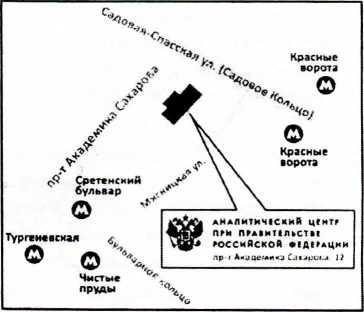 Садовая-Спасская ул. (Садовое Кольцо)
Красные
ворота
пр-т Академика Сахарова
Красные
ворота
Сретенский
бульвар
Мясницкая ул.
Тургеневская
Чистые
пруды
Бульварное кольцо
АНАЛИТИЧЕСКИЙ ЦЕНТР
ПРИ ПРАВИТЕЛЬСТВЕ
РОССИЙСКОЙ ФЕДЕРАЦИИ
пр-т Академика Сахарова, 12